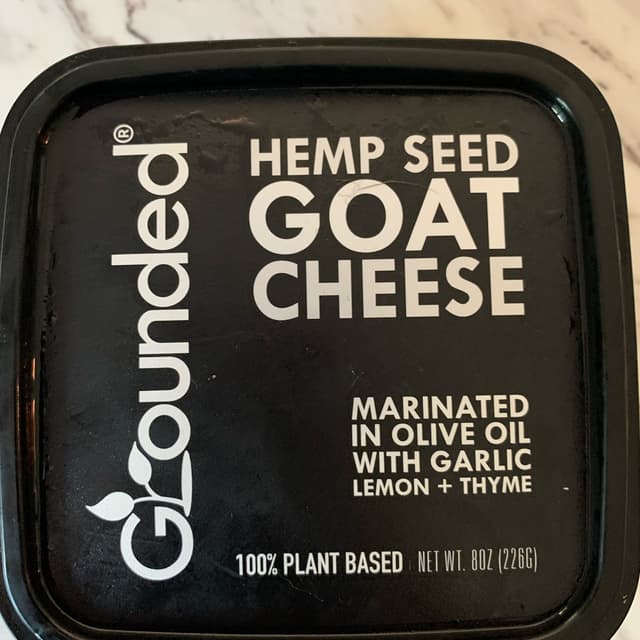 Grounded®
HEMP SEED
GOAT
CHEESE
MARINATED
IN OLIVE OIL
WITH GARLIC
LEMON + THYME
100% PLANT BASED NET WT. 8OZ (226G)